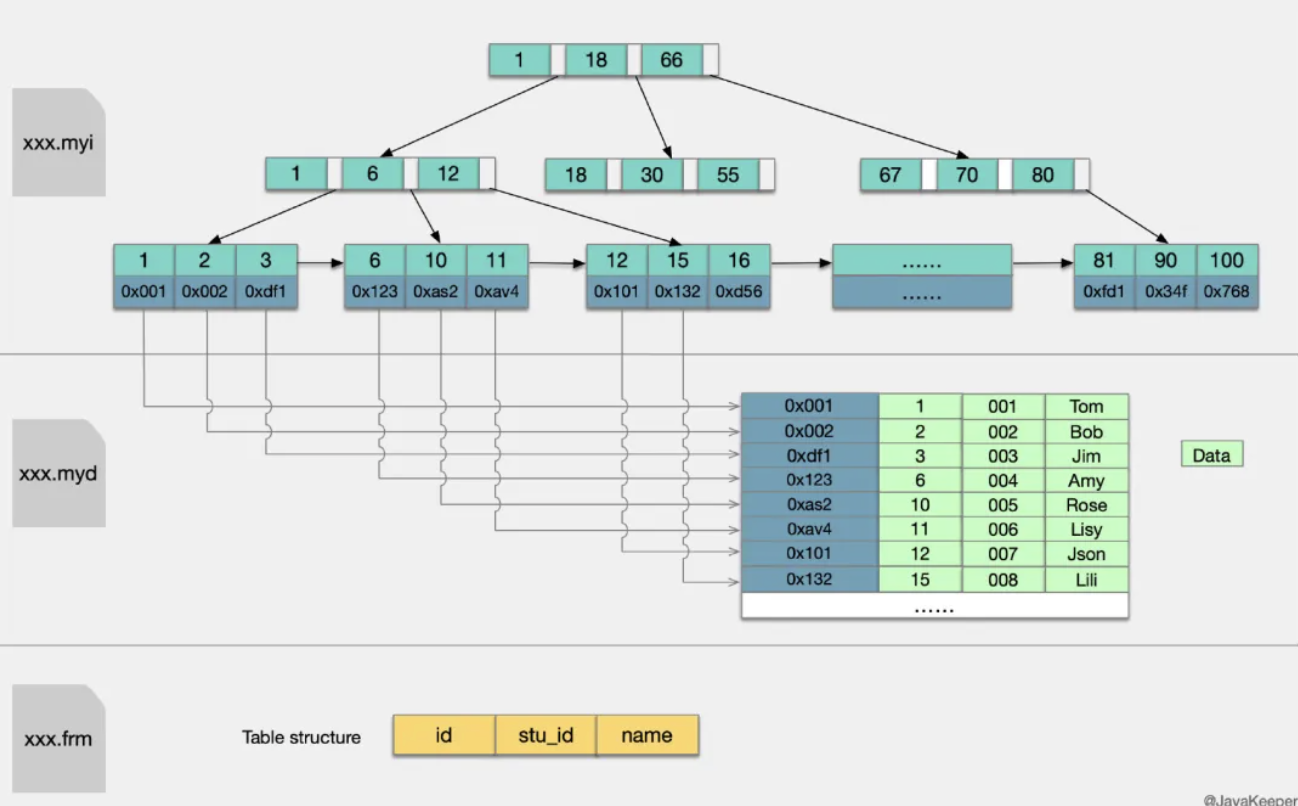 1 18 66
xxx.myi
1 6 12
18 30 55
67 70 80
1 2 3
0x001 0x002 0xdf1
6 10 11
0x123 0xas2 0xav4
12 15 16
0x101 0x132 0xd56
......
......
81 90 100
0xfd1 0x34f 0x768
xxx.myd
0x001 1 001 Tom
0x002 2 002 Bob
0xdf1 3 003 Jim
0x123 6 004 Amy
0xas2 10 005 Rose
0xav4 11 006 Lisy
0x101 12 007 Json
0x132 15 008 Lili
......
Data
xxx.frm
Table structure
id stu_id name
@JavaKeeper